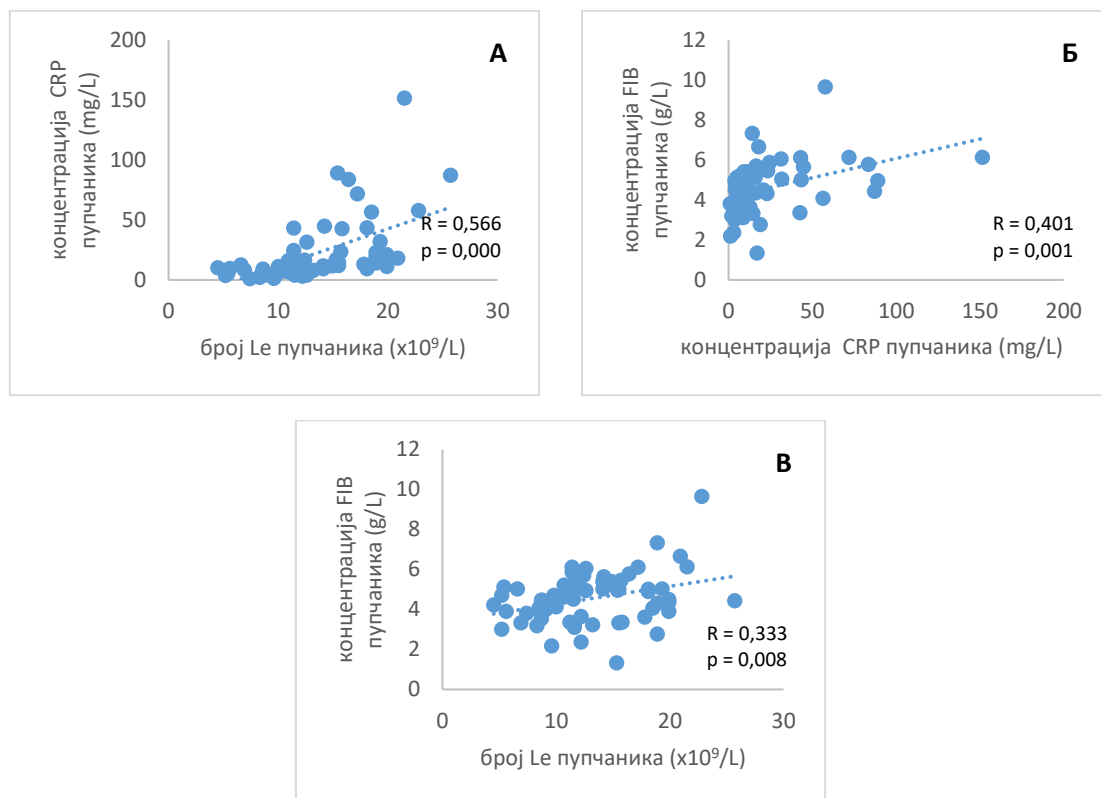 А
концентрација CRP
пупчаника (mg/L)
200
150
100
50
0
R = 0,566
p = 0,000
0 10 20 30
број Le пупчаника (x10⁹/L)
Б
концентрација FIB
пупчаника (g/L)
12
10
8
6
4
2
0
R = 0,401
p = 0,001
0 50 100 150 200
концентрација CRP пупчаника (mg/L)
В
концентрација FIB
пупчаника (g/L)
12
10
8
6
4
2
0
R = 0,333
p = 0,008
0 10 20 30
број Le пупчаника (x10⁹/L)